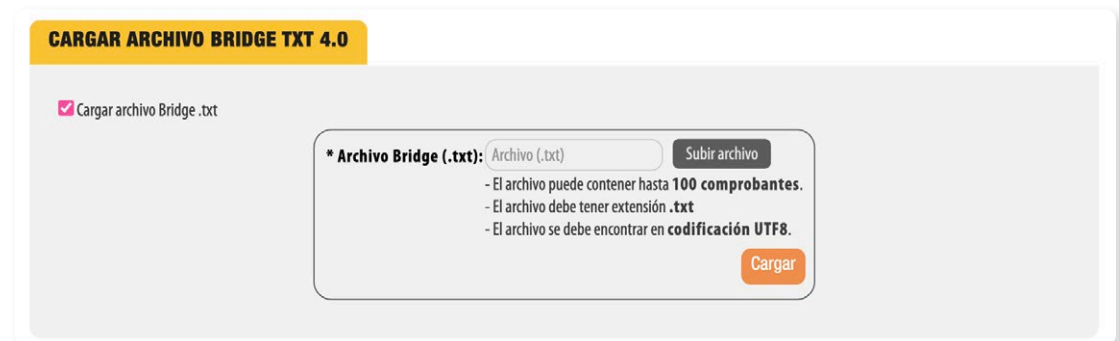 CARGAR ARCHIVO BRIDGE TXT 4.0
Cargar archivo Bridge .txt
* Archivo Bridge (.txt): Archivo (.txt) Subir archivo
- El archivo puede contener hasta 100 comprobantes.
- El archivo debe tener extensión .txt
- El archivo se debe encontrar en codificación UTF8.
Cargar